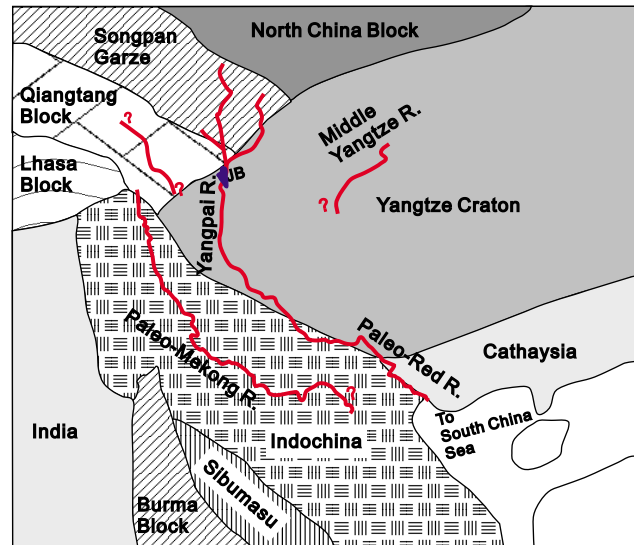 North China Block
Songpan
Garze
Qiangtang
Block
?
Middle
Yangtze R.
Lhasa
Block
JB
?
?
Yangtze Craton
Yangpai R.
Paleo-Mekong R.
Paleo-Red R.
Cathaysia
?
To
South China
Sea
India
Indochina
Sibumasu
Burma
Block